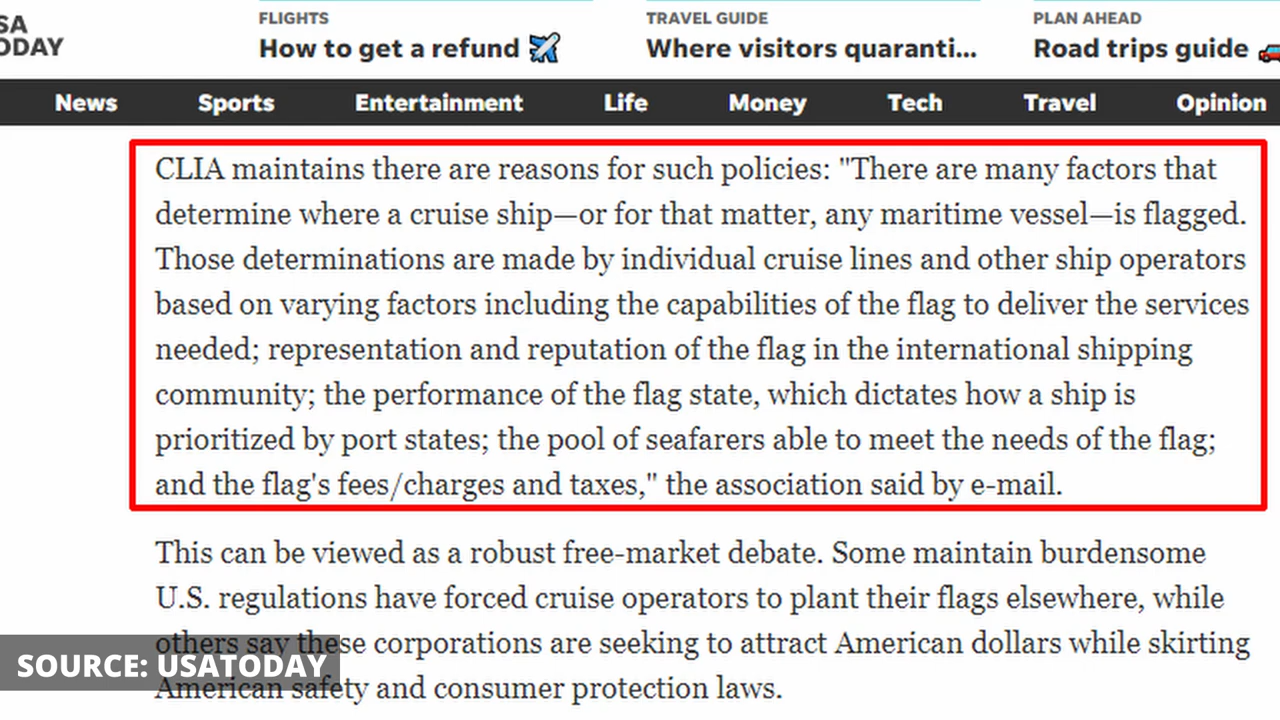 SA
ODAY
FLIGHTS
How to get a refund ✈️
TRAVEL GUIDE
Where visitors quaranti...
PLAN AHEAD
Road trips guide 🚗
News Sports Entertainment Life Money Tech Travel Opinion
CLIA maintains there are reasons for such policies: "There are many factors that
determine where a cruise ship—or for that matter, any maritime vessel—is flagged.
Those determinations are made by individual cruise lines and other ship operators
based on varying factors including the capabilities of the flag to deliver the services
needed; representation and reputation of the flag in the international shipping
community; the performance of the flag state, which dictates how a ship is
prioritized by port states; the pool of seafarers able to meet the needs of the flag;
and the flag's fees/charges and taxes," the association said by e-mail.
This can be viewed as a robust free-market debate. Some maintain burdensome
U.S. regulations have forced cruise operators to plant their flags elsewhere, while
others say these corporations are seeking to attract American dollars while skirting
American safety and consumer protection laws.
SOURCE: USATODAY